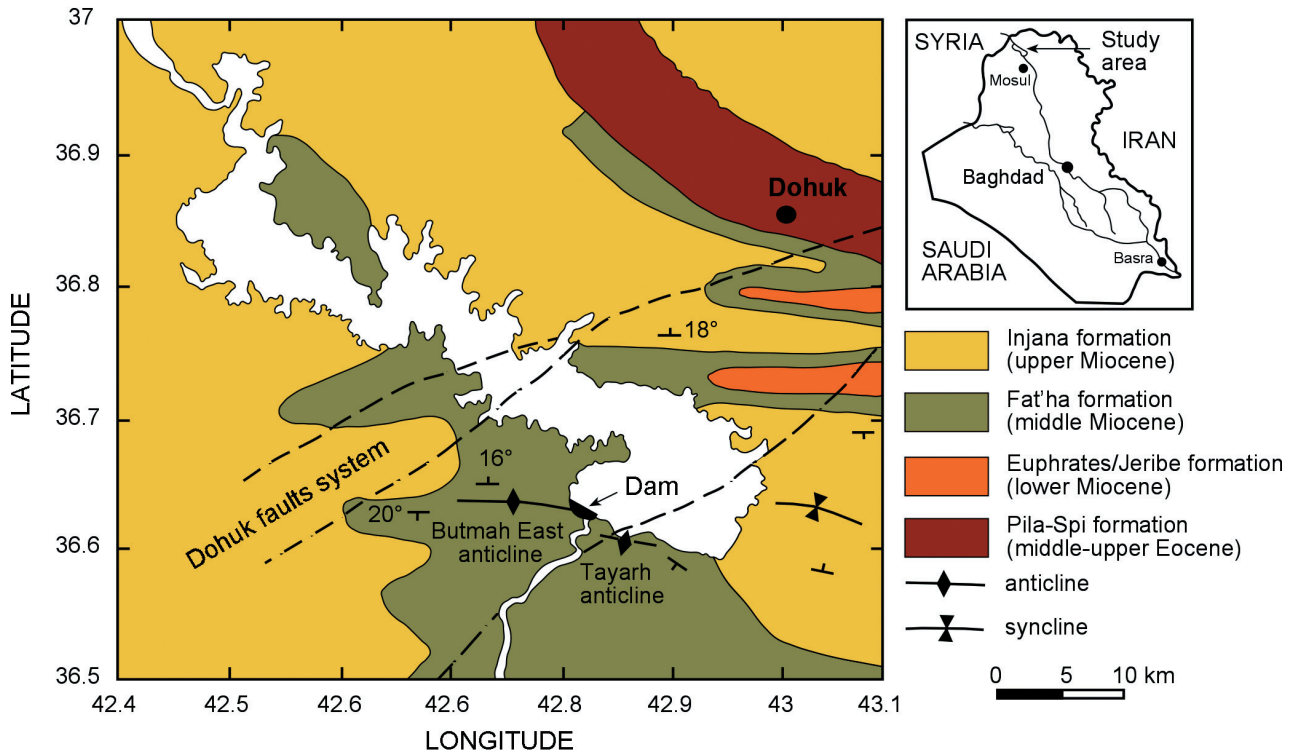 37
36.9
36.8
36.7
36.6
36.5
LATITUDE
42.4
42.5
42.6
42.6
42.8
42.9
43
43.1
LONGITUDE
Dohuk
18°
16°
20°
Dam
Dohuk faults system
Butmah East
anticline
Tayarh
anticline
SYRIA
Study
area
Mosul
IRAN
Baghdad
SAUDI
ARABIA
Basra
Injana formation
(upper Miocene)
Fat'ha formation
(middle Miocene)
Euphrates/Jeribe formation
(lower Miocene)
Pila-Spi formation
(middle-upper Eocene)
anticline
syncline
0 5 10 km